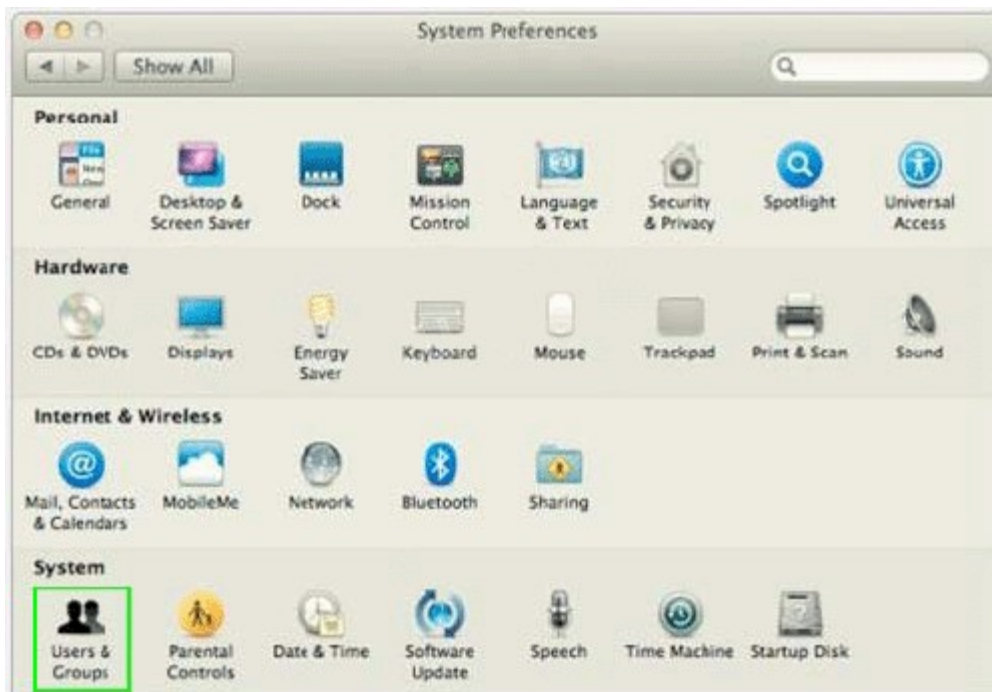 System Preferences
Show All
Personal
General
Desktop & Screen Saver
Dock
Mission Control
Language & Text
Security & Privacy
Spotlight
Universal Access
Hardware
CDs & DVDs
Displays
Energy Saver
Keyboard
Mouse
Trackpad
Print & Scan
Sound
Internet & Wireless
Mail, Contacts & Calendars
MobileMe
Network
Bluetooth
Sharing
System
Users & Groups
Parental Controls
Date & Time
Software Update
Speech
Time Machine
Startup Disk